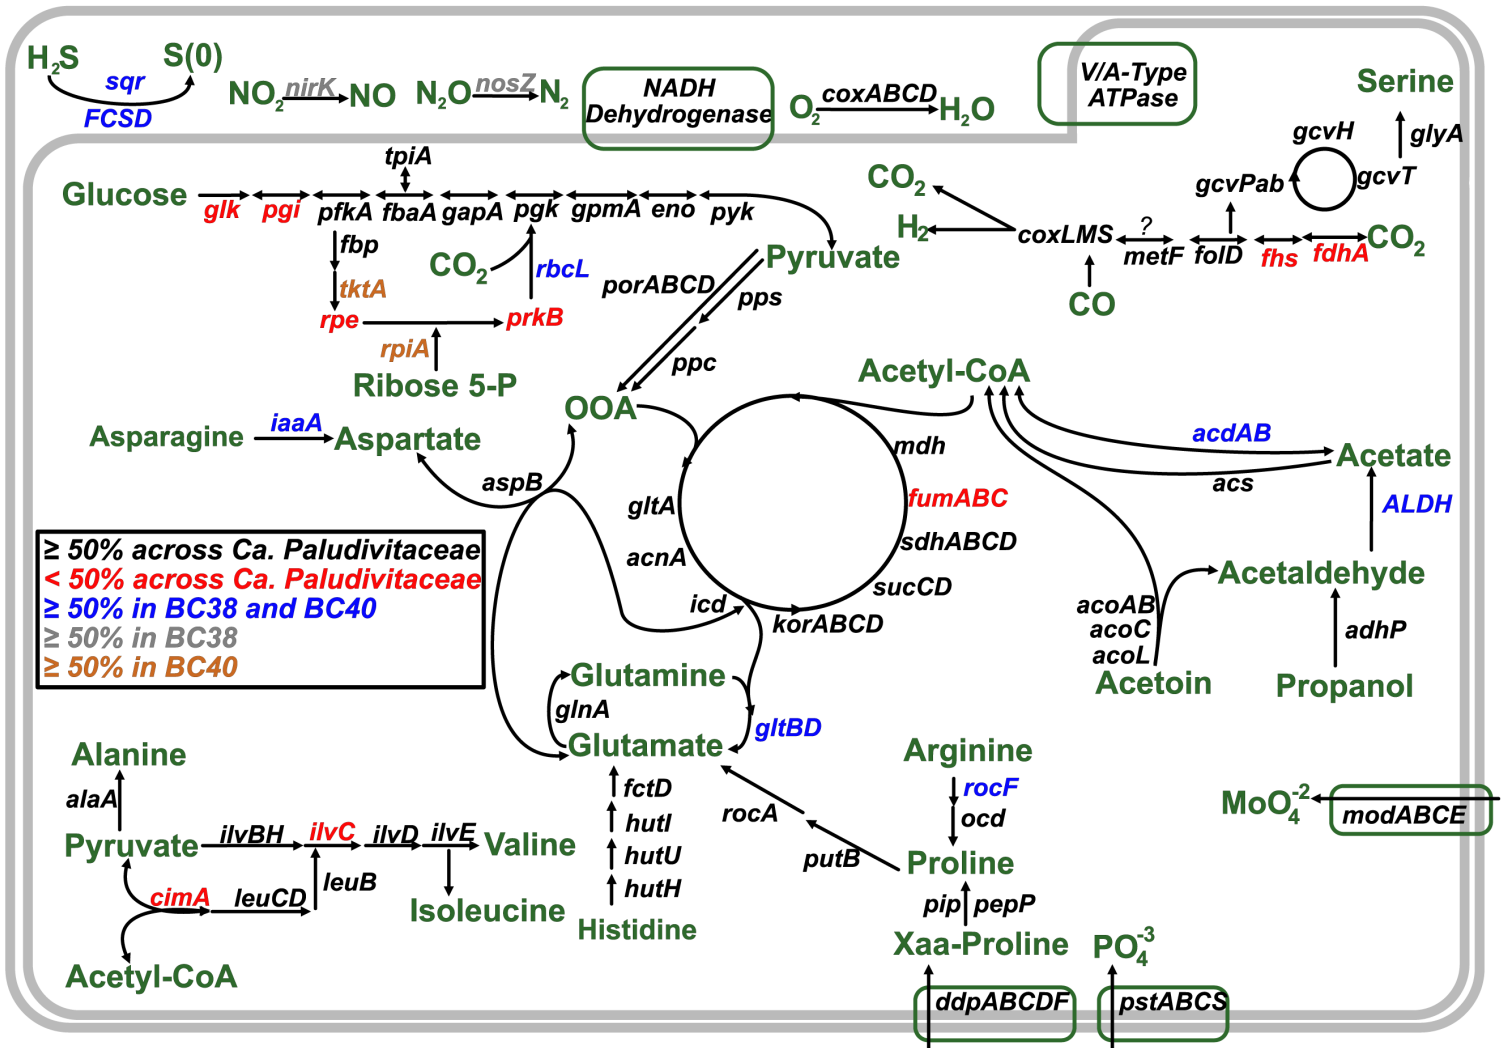 H2S
S(0)
sqr
FCSD
NO2
nirK
NO
N2O
nosZ
N2
NADH
Dehydrogenase
O2
coxABCD
H2O
V/A-Type
ATPase
Serine
gcvH
glyA
gcvPab
gcvT
Glucose
tpiA
glk
pgi
pfkA
fbaA
gapA
pgk
gpmA
eno
pyk
fbp
CO2
rbcL
tktA
rpe
prkB
rpiA
Ribose 5-P
Pyruvate
porABCD
pps
ppc
CO2
H2
coxLMS
?
metF
folD
fhs
fdhA
CO2
CO
Acetyl-CoA
OOA
Asparagine
iaaA
Aspartate
aspB
mdh
gltA
fumABC
acnA
sdhABCD
sucCD
icd
korABCD
acdAB
Acetate
acs
ALDH
Acetaldehyde
acoAB
acoC
acoL
adhP
Acetoin
Propanol
≥ 50% across Ca. Paludivitaceae
< 50% across Ca. Paludivitaceae
≥ 50% in BC38 and BC40
≥ 50% in BC38
≥ 50% in BC40
Glutamine
glnA
gltBD
Glutamate
Alanine
alaA
Pyruvate
ilvBH
ilvC
ilvD
ilvE
Valine
cimA
leuCD
leuB
Isoleucine
Acetyl-CoA
fctD
hutI
hutU
hutH
Histidine
rocA
putB
Arginine
rocF
ocd
Proline
pip
pepP
Xaa-Proline
PO4-3
ddpABCDF
pstABCS
MoO4-2
modABCE